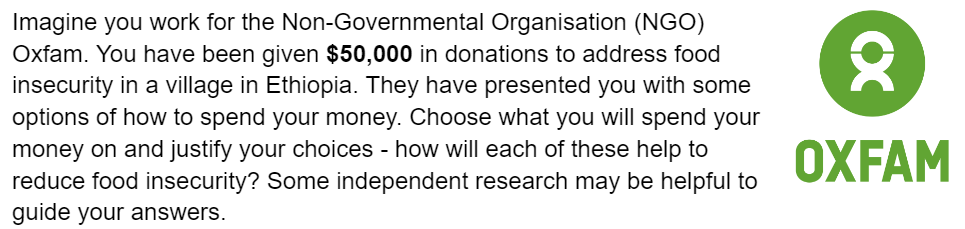 Imagine you work for the Non-Governmental Organisation (NGO)
Oxfam. You have been given $50,000 in donations to address food
insecurity in a village in Ethiopia. They have presented you with some
options of how to spend your money. Choose what you will spend your
money on and justify your choices - how will each of these help to
reduce food insecurity? Some independent research may be helpful to
guide your answers.
OXFAM